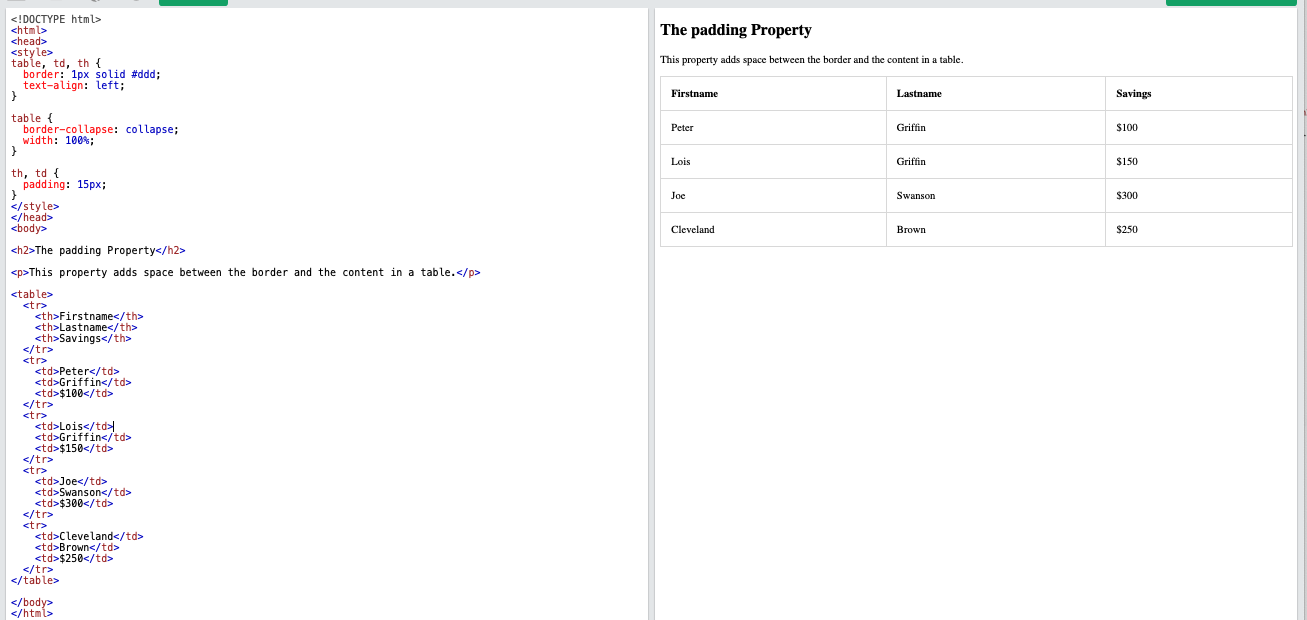 <!DOCTYPE html>
<html>
<head>
<style>
table, td, th {
  border: 1px solid #ddd;
  text-align: left;
}

table {
  border-collapse: collapse;
  width: 100%;
}

th, td {
  padding: 15px;
}
</style>
</head>
<body>

<h2>The padding Property</h2>

<p>This property adds space between the border and the content in a table.</p>

<table>
  <tr>
    <th>Firstname</th>
    <th>Lastname</th>
    <th>Savings</th>
  </tr>
  <tr>
    <td>Peter</td>
    <td>Griffin</td>
    <td>$100</td>
  </tr>
  <tr>
    <td>Lois</td>
    <td>Griffin</td>
    <td>$150</td>
  </tr>
  <tr>
    <td>Joe</td>
    <td>Swanson</td>
    <td>$300</td>
  </tr>
  <tr>
    <td>Cleveland</td>
    <td>Brown</td>
    <td>$250</td>
  </tr>
</table>

</body>
</html>
The padding Property
This property adds space between the border and the content in a table.
Firstname Lastname Savings
Peter Griffin $100
Lois Griffin $150
Joe Swanson $300
Cleveland Brown $250